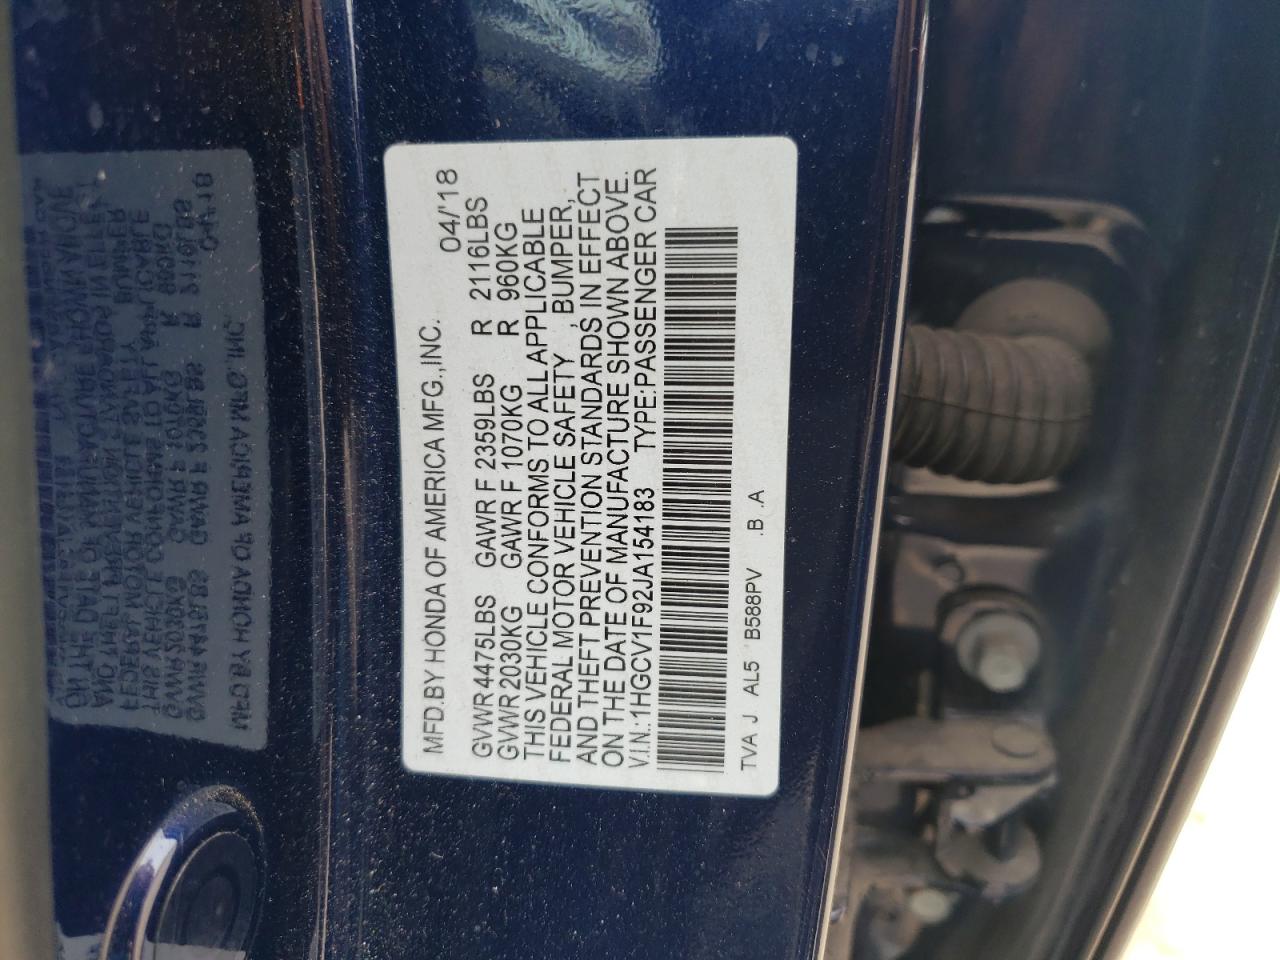 MFD.BY HONDA OF AMERICA MFG.,INC. 04/'18
GVWR 4475LBS GAWR F 2359LBS R 2116LBS
GVWR 2030KG GAWR F 1070KG R 960KG
THIS VEHICLE CONFORMS TO ALL APPLICABLE
FEDERAL MOTOR VEHICLE SAFETY, BUMPER,
AND THEFT PREVENTION STANDARDS IN EFFECT
ON THE DATE OF MANUFACTURE SHOWN ABOVE.
V.I.N.:1HGCV1F92JA154183 TYPE:PASSENGER CAR
TVA J AL5 'B588PV .B .A